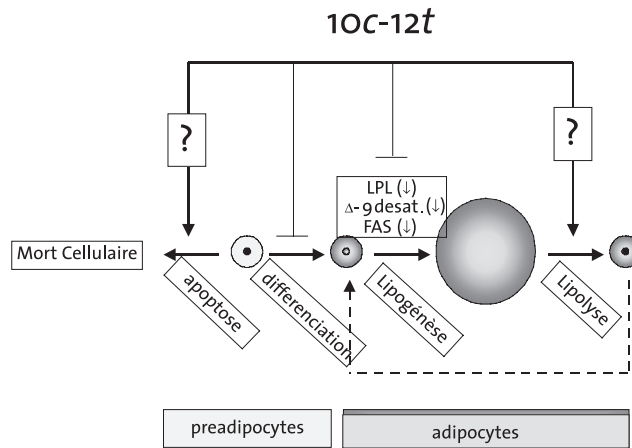 10c-12t
?
?
LPL (↓)
Δ-9desat.(↓)
FAS (↓)
Mort Cellulaire
apoptose
differenciation
Lipogénèse
Lipolyse
preadipocytes
adipocytes